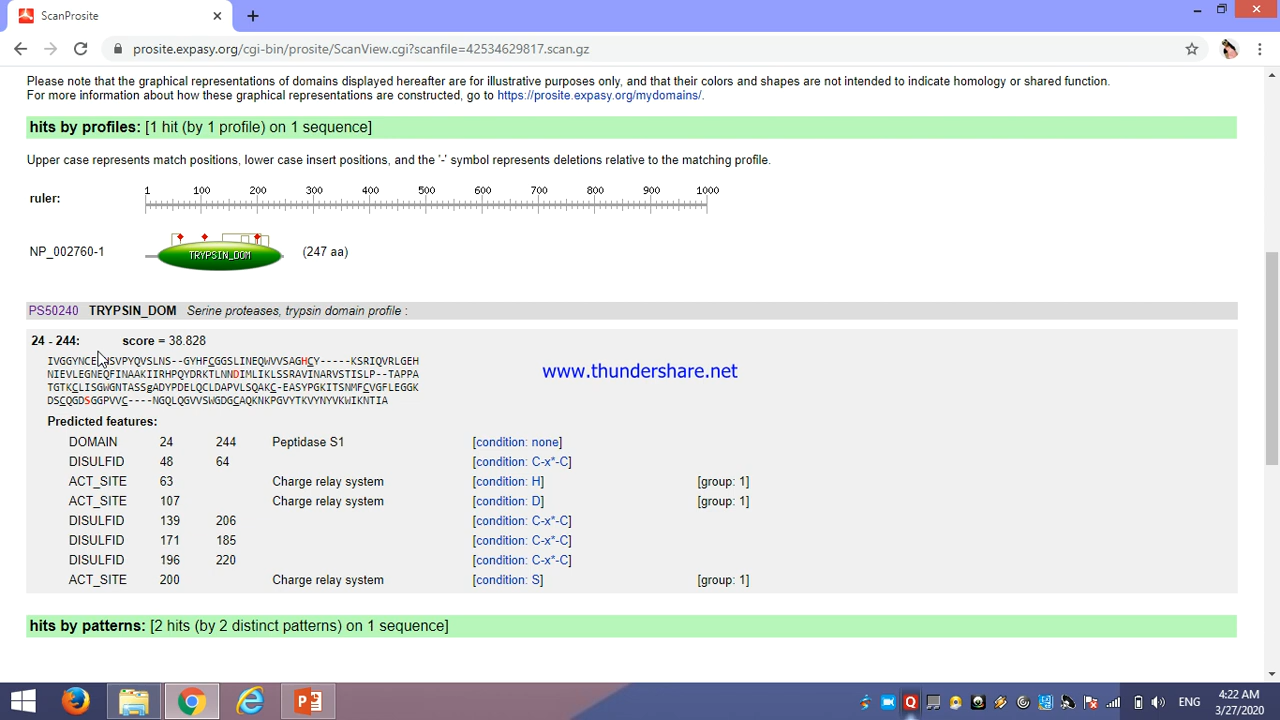 ScanProsite
prosite.expasy.org/cgi-bin/prosite/ScanView.cgi?scanfile=42534629817.scan.gz
Please note that the graphical representations of domains displayed hereafter are for illustrative purposes only, and that their colors and shapes are not intended to indicate homology or shared function.
For more information about how these graphical representations are constructed, go to https://prosite.expasy.org/mydomains/.
hits by profiles: [1 hit (by 1 profile) on 1 sequence]
Upper case represents match positions, lower case insert positions, and the '-' symbol represents deletions relative to the matching profile.
1 100 200 300 400 500 600 700 800 900 1000
ruler:
NP_002760-1 TRYPSIN_DOM (247 aa)
PS50240 TRYPSIN_DOM Serine proteases, trypsin domain profile :
24 - 244: score = 38.828
www.thundershare.net
NIEVLEGNEQFINAAKIIRHPQYDRKTLNNDIMLIKLSSRAVINARVSTISLP--TAPPA
TGTKCLISGWGNTASSgADYPDELQCLDAPVLSQAKC-EASYPGKITSNMFCVGFLEGGK
DSCQGDSGGPVVC----NGQLQGVVSWGDGCAQKNKPGVYTKVYNYVKWIKNTIA
Predicted features:
DOMAIN 24 244 Peptidase S1 [condition: none]
DISULFID 48 64 [condition: C-x*-C]
ACT_SITE 63 Charge relay system [condition: H] [group: 1]
ACT_SITE 107 Charge relay system [condition: D] [group: 1]
DISULFID 139 206 [condition: C-x*-C]
DISULFID 171 185 [condition: C-x*-C]
DISULFID 196 220 [condition: C-x*-C]
ACT_SITE 200 Charge relay system [condition: S] [group: 1]
hits by patterns: [2 hits (by 2 distinct patterns) on 1 sequence]
ENG
4:22 AM
3/27/2020